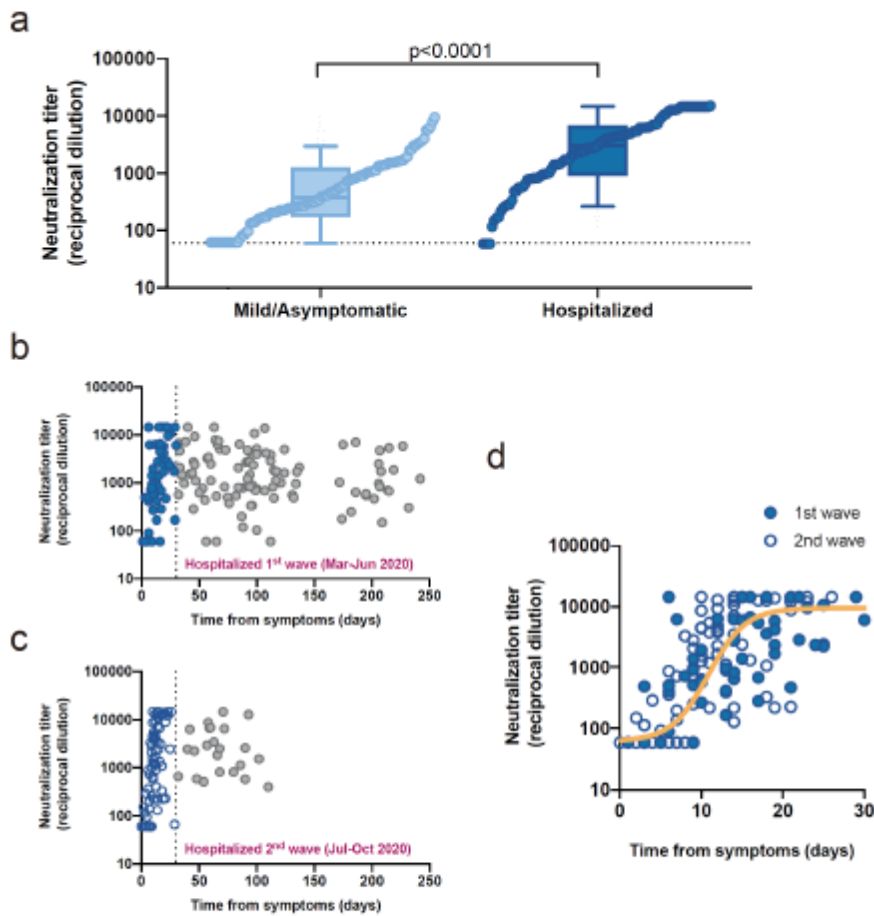 a
p<0.0001
Neutralization titer
(reciprocal dilution)
100000
10000
1000
100
10
Mild/Asymptomatic
Hospitalized
b
Neutralization titer
(reciprocal dilution)
100000
10000
1000
100
10
Hospitalized 1st wave (Mar-Jun 2020)
0
50
100
150
200
250
Time from symptoms (days)
c
Neutralization titer
(reciprocal dilution)
100000
10000
1000
100
10
Hospitalized 2nd wave (Jul-Oct 2020)
0
50
100
150
200
250
Time from symptoms (days)
d
1st wave
2nd wave
Neutralization titer
(reciprocal dilution)
100000
10000
1000
100
10
0
10
20
30
Time from symptoms (days)